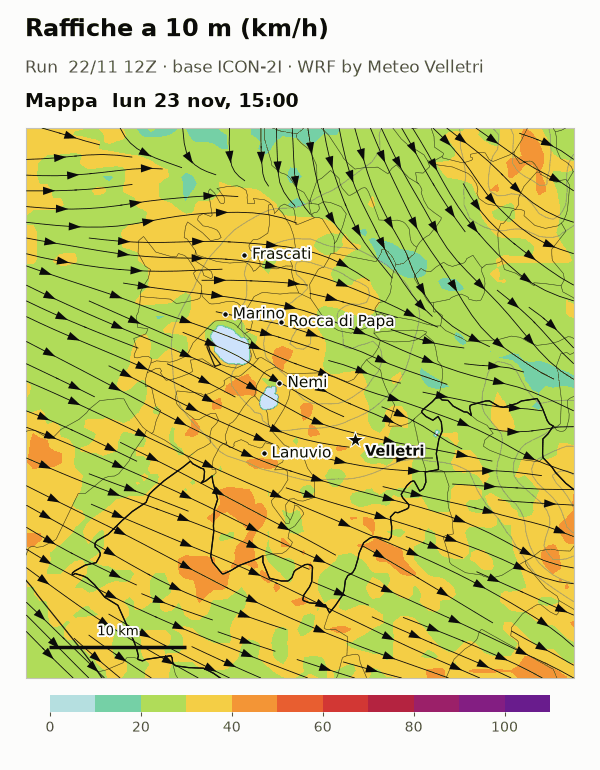 Raffiche a 10 m (km/h)
Run  22/11 12Z · base ICON-2I · WRF by Meteo Velletri
Mappa  lun 23 nov, 15:00
Frascati
Marino
Rocca di Papa
Nemi
Velletri
Lanuvio
10 km
0 20 40 60 80 100